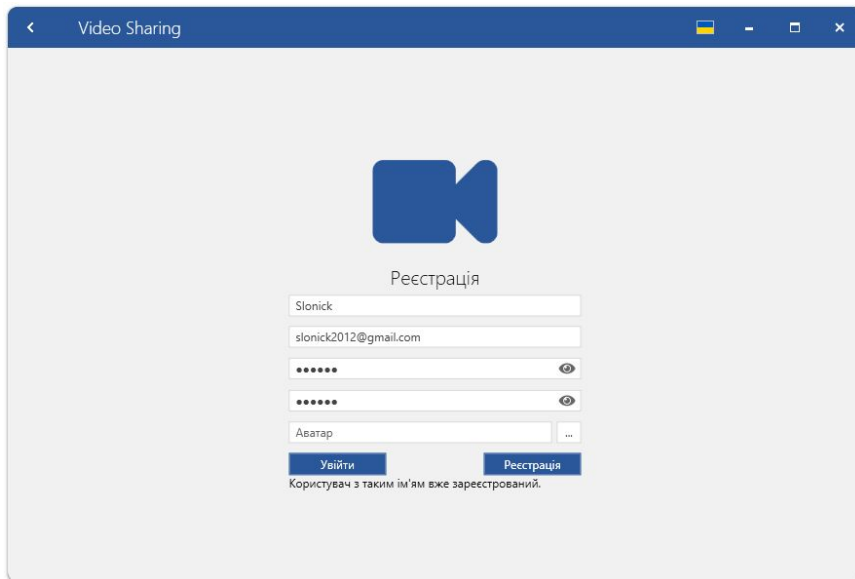 Video Sharing
Реєстрація
Slonick
slonick2012@gmail.com
●●●●●●
●●●●●●
Аватар ...
Увійти Реєстрація
Користувач з таким ім'ям вже зареєстрований.